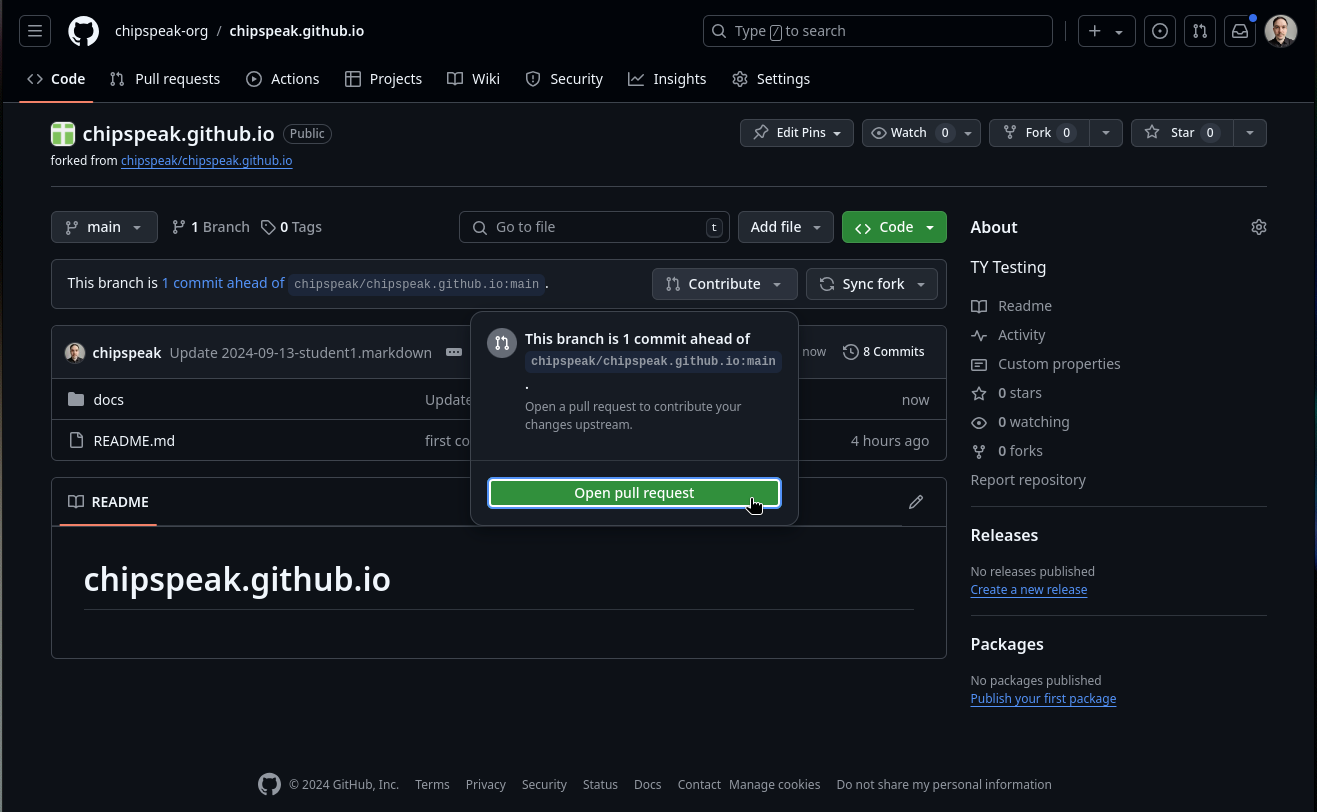 chipspeak-org / chipspeak.github.io
Type / to search
Code Pull requests Actions Projects Wiki Security Insights Settings
chipspeak.github.io Public
Edit Pins Watch 0 Fork 0 Star 0
forked from chipspeak/chipspeak.github.io
main 1 Branch 0 Tags Go to file t Add file Code
This branch is 1 commit ahead of chipspeak/chipspeak.github.io:main.
Contribute Sync fork
chipspeak Update 2024-09-13-student1.markdown now 8 Commits
docs Update now
README.md first co 4 hours ago
This branch is 1 commit ahead of
chipspeak/chipspeak.github.io:main
.
Open a pull request to contribute your
changes upstream.
Open pull request
README
chipspeak.github.io
About
TY Testing
Readme
Activity
Custom properties
0 stars
0 watching
0 forks
Report repository
Releases
No releases published
Create a new release
Packages
No packages published
Publish your first package
© 2024 GitHub, Inc. Terms Privacy Security Status Docs Contact Manage cookies Do not share my personal information